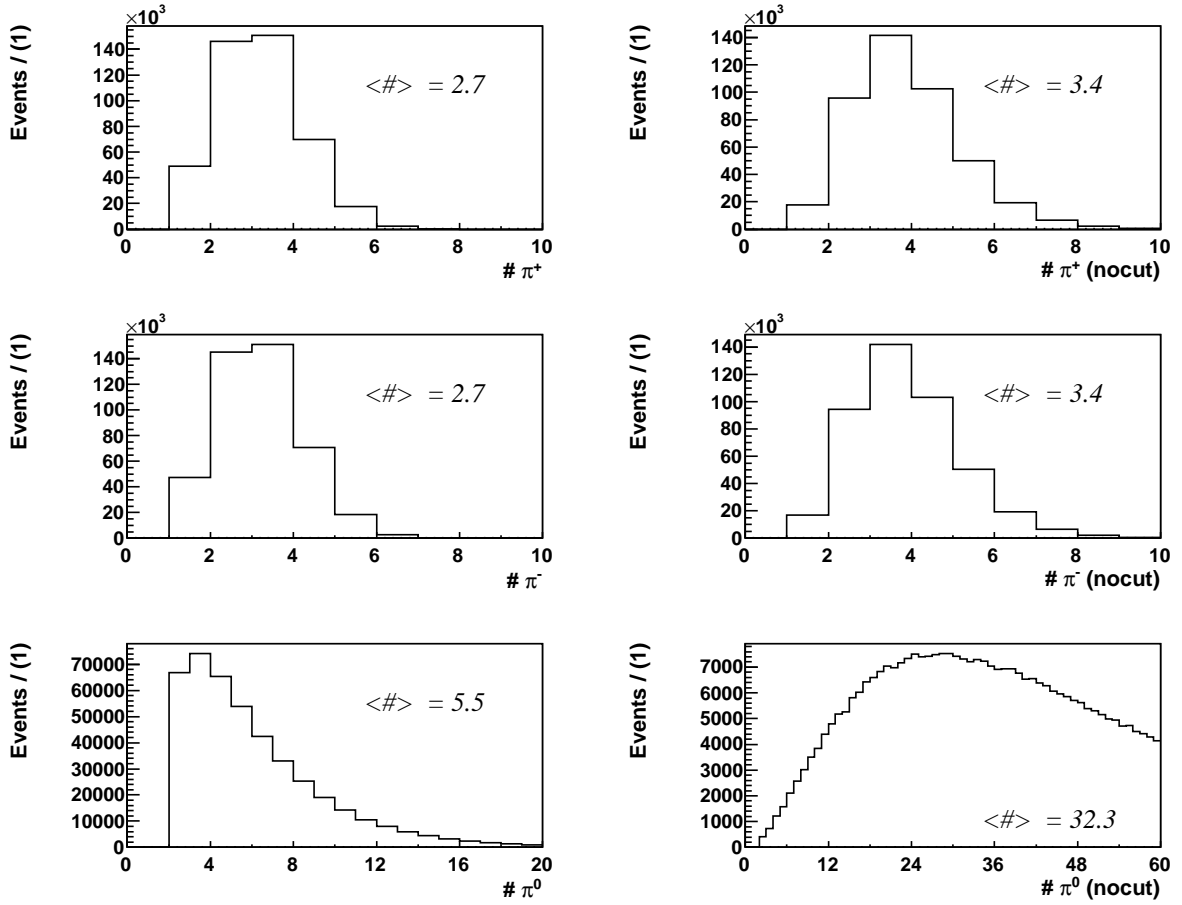 ×10³
Events / (1)
140
120
100
80
60
40
20
0
<#> = 2.7
0 2 4 6 8 10
# π⁺
×10³
Events / (1)
140
120
100
80
60
40
20
0
<#> = 3.4
0 2 4 6 8 10
# π⁺ (nocut)
×10³
Events / (1)
140
120
100
80
60
40
20
0
<#> = 2.7
0 2 4 6 8 10
# π⁻
×10³
Events / (1)
140
120
100
80
60
40
20
0
<#> = 3.4
0 2 4 6 8 10
# π⁻ (nocut)
Events / (1)
70000
60000
50000
40000
30000
20000
10000
0
<#> = 5.5
0 4 8 12 16 20
# π⁰
Events / (1)
7000
6000
5000
4000
3000
2000
1000
0
<#> = 32.3
0 12 24 36 48 60
# π⁰ (nocut)